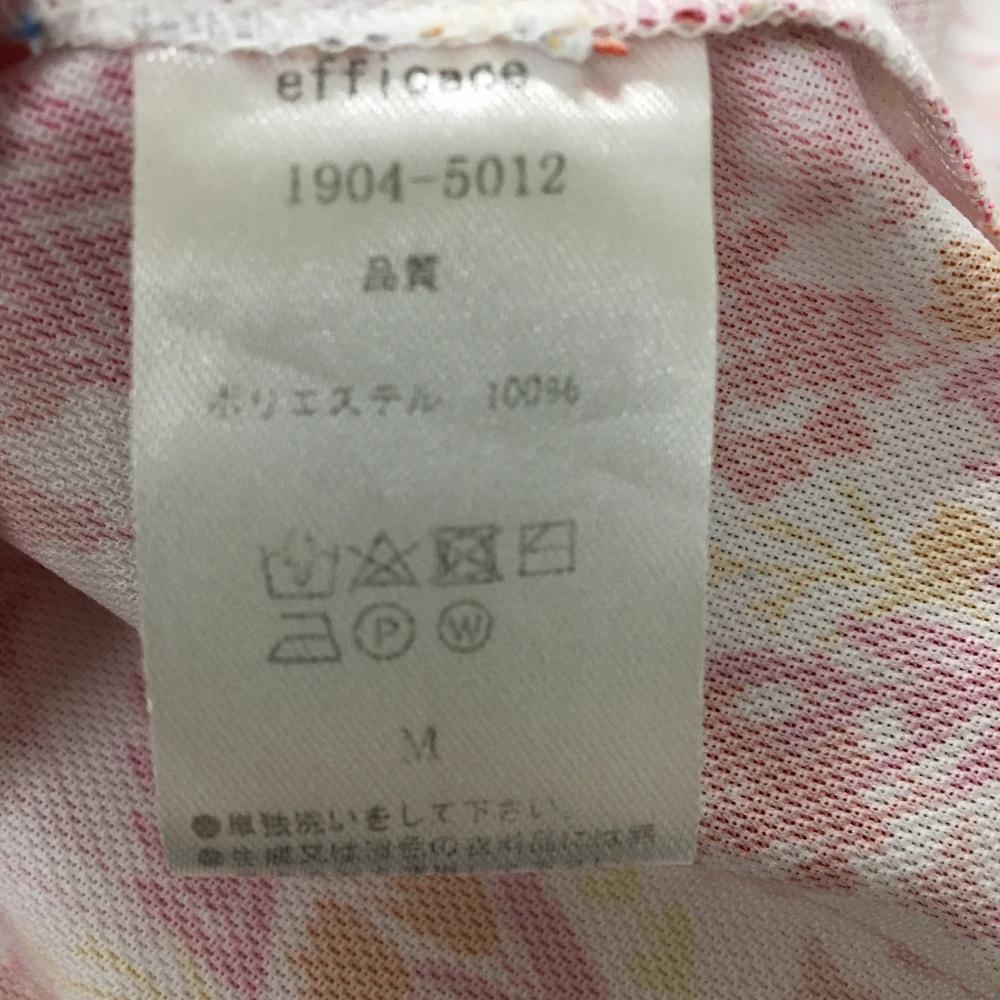 efficace
1904-5012
品質
ポリエステル 100%
P W
M
●単独洗いをして下さい。